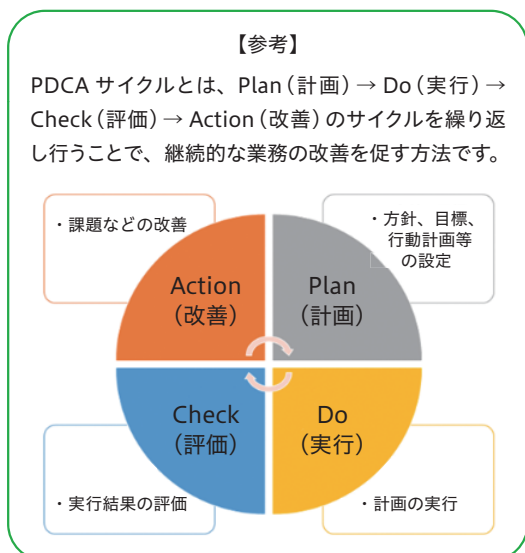 【参考】
PDCA サイクルとは、Plan（計画）→ Do（実行）→
Check（評価）→ Action（改善）のサイクルを繰り返
し行うことで、継続的な業務の改善を促す方法です。
・課題などの改善
・方針、目標、
行動計画等
の設定
Action
（改善）
Plan
（計画）
Check
（評価）
Do
（実行）
・実行結果の評価
・計画の実行